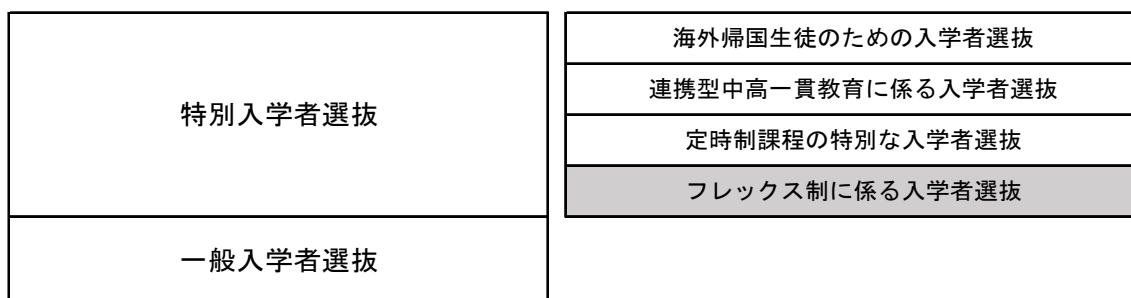 特別入学者選抜
一般入学者選抜
海外帰国生徒のための入学者選抜
連携型中高一貫教育に係る入学者選抜
定時制課程の特別な入学者選抜
フレックス制に係る入学者選抜